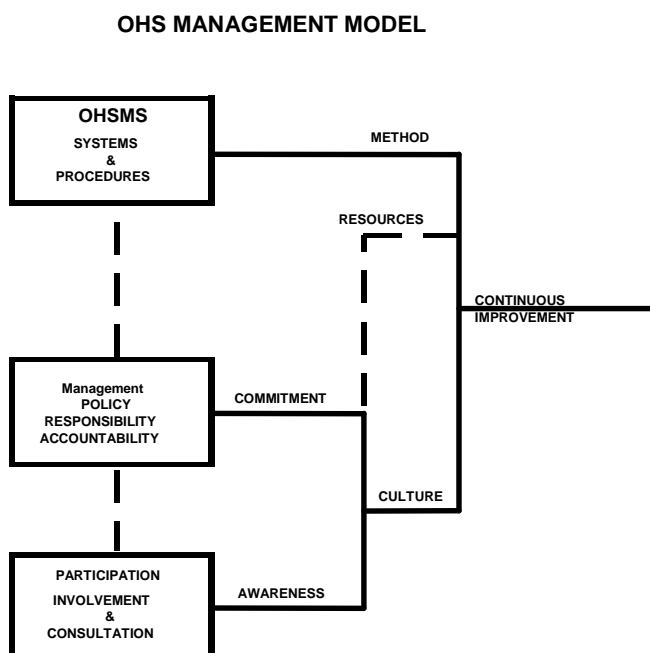 OHS MANAGEMENT MODEL
OHSMS
SYSTEMS
&
PROCEDURES
METHOD
RESOURCES
CONTINUOUS
IMPROVEMENT
Management
POLICY
RESPONSIBILITY
ACCOUNTABILITY
COMMITMENT
CULTURE
PARTICIPATION
INVOLVEMENT
&
CONSULTATION
AWARENESS